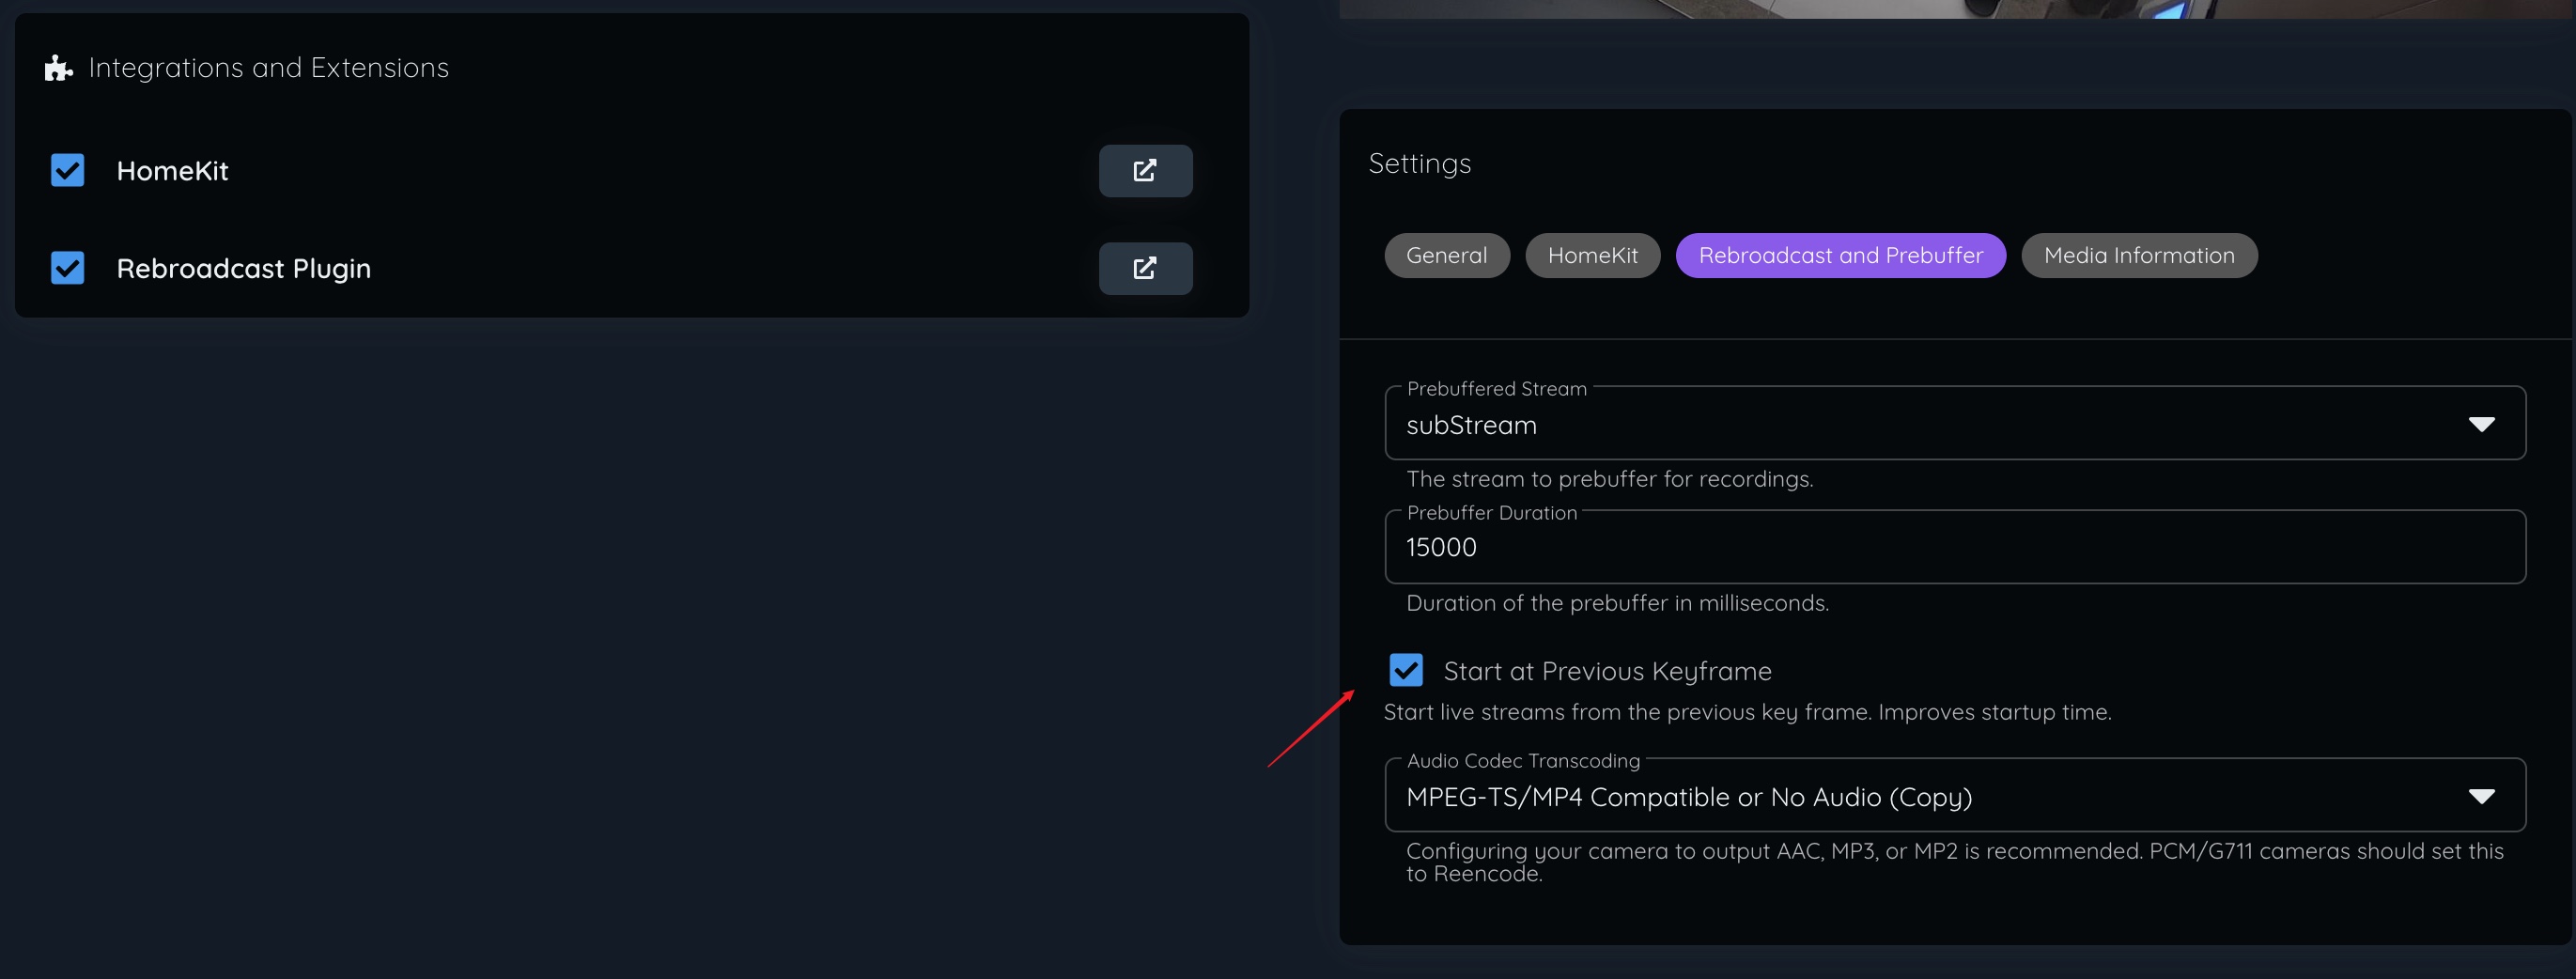 Integrations and Extensions
HomeKit
Rebroadcast Plugin
Settings
General
HomeKit
Rebroadcast and Prebuffer
Media Information
Prebuffered Stream
subStream
The stream to prebuffer for recordings.
Prebuffer Duration
15000
Duration of the prebuffer in milliseconds.
Start at Previous Keyframe
Start live streams from the previous key frame. Improves startup time.
Audio Codec Transcoding
MPEG-TS/MP4 Compatible or No Audio (Copy)
Configuring your camera to output AAC, MP3, or MP2 is recommended. PCM/G711 cameras should set this
to Reencode.